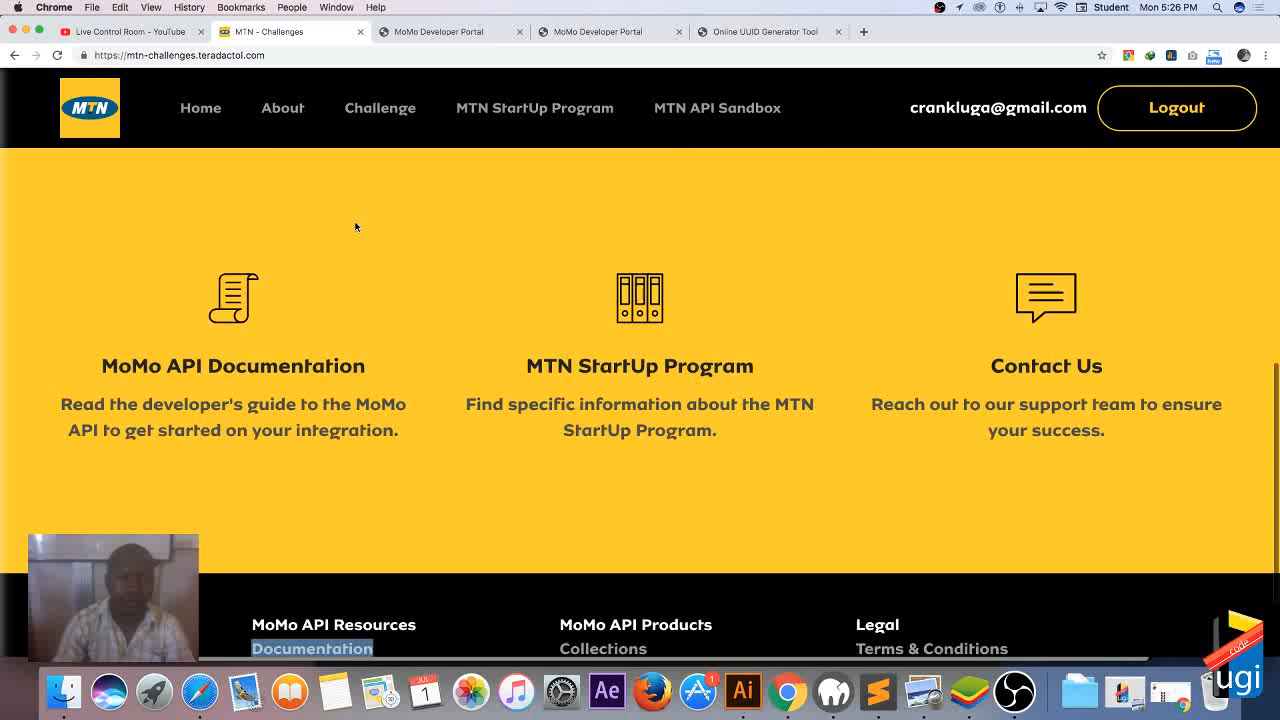 Chrome File Edit View History Bookmarks People Window Help Student Mon 5:26 PM
Live Control Room - YouTube MTN - Challenges MoMo Developer Portal MoMo Developer Portal Online UUID Generator Tool
https://mtn-challenges.teradactol.com
New
MTN
Home About Challenge MTN StartUp Program MTN API Sandbox crankluga@gmail.com Logout
MoMo API Documentation
Read the developer's guide to the MoMo
API to get started on your integration.
MTN StartUp Program
Find specific information about the MTN
StartUp Program.
Contact Us
Reach out to our support team to ensure
your success.
MoMo API Resources
Documentation
MoMo API Products
Collections
Legal
Terms & Conditions
code
ugi
JUL
1
1
Ae
Ai